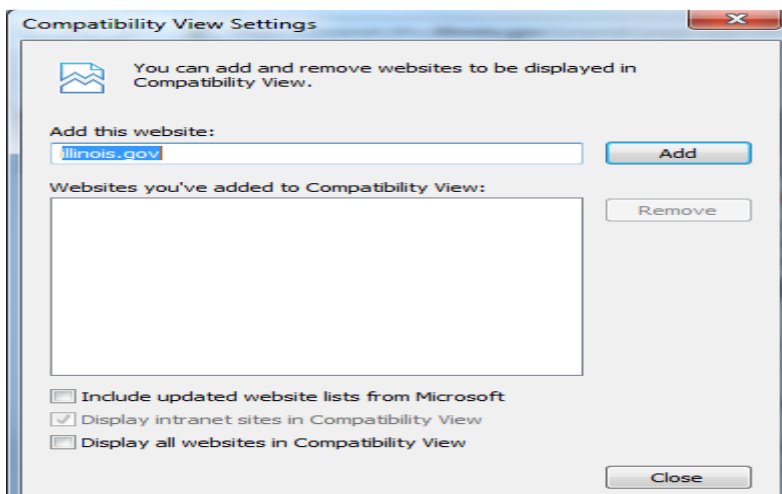 Compatibility View Settings
You can add and remove websites to be displayed in
Compatibility View.
Add this website:
illinois.gov
Add
Websites you've added to Compatibility View:
Remove
Include updated website lists from Microsoft
Display intranet sites in Compatibility View
Display all websites in Compatibility View
Close